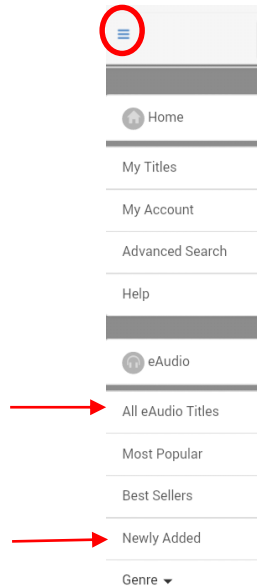 Home
My Titles
My Account
Advanced Search
Help
eAudio
All eAudio Titles
Most Popular
Best Sellers
Newly Added
Genre